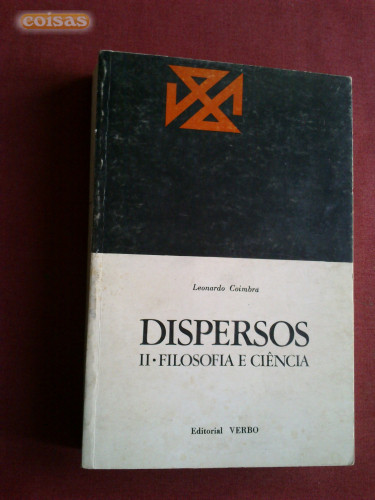 coisas
Leonardo Coimbra
DISPERSOS
II • FILOSOFIA E CIÊNCIA
Editorial VERBO